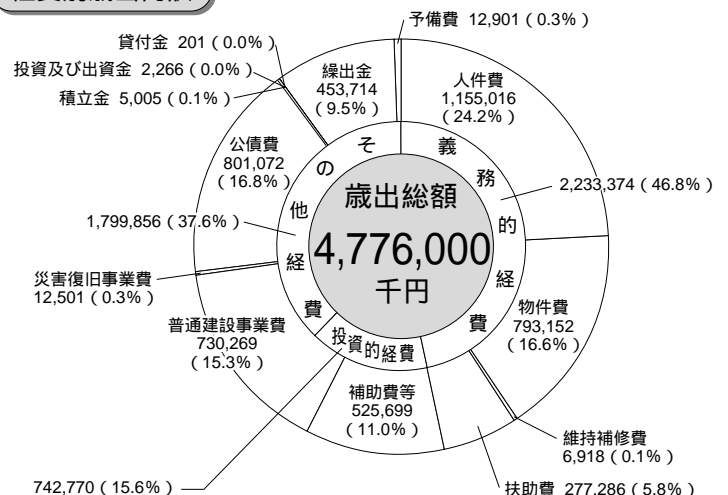 予備費 12,901 ( 0.3% )
貸付金 201 ( 0.0% )
投資及び出資金 2,266 ( 0.0% )
積立金 5,005 ( 0.1% )
繰出金
453,714
( 9.5% )
人件費
1,155,016
( 24.2% )
公債費
801,072
( 16.8% )
その他経費
義務的経費
2,233,374 ( 46.8% )
歳出総額
4,776,000
千円
1,799,856 ( 37.6% )
災害復旧事業費
12,501 ( 0.3% )
物件費
793,152
( 16.6% )
普通建設事業費
730,269
( 15.3% )
投資的経費
補助費等
525,699
( 11.0% )
維持補修費
6,918 ( 0.1% )
742,770 ( 15.6% )
扶助費 277,286 ( 5.8% )